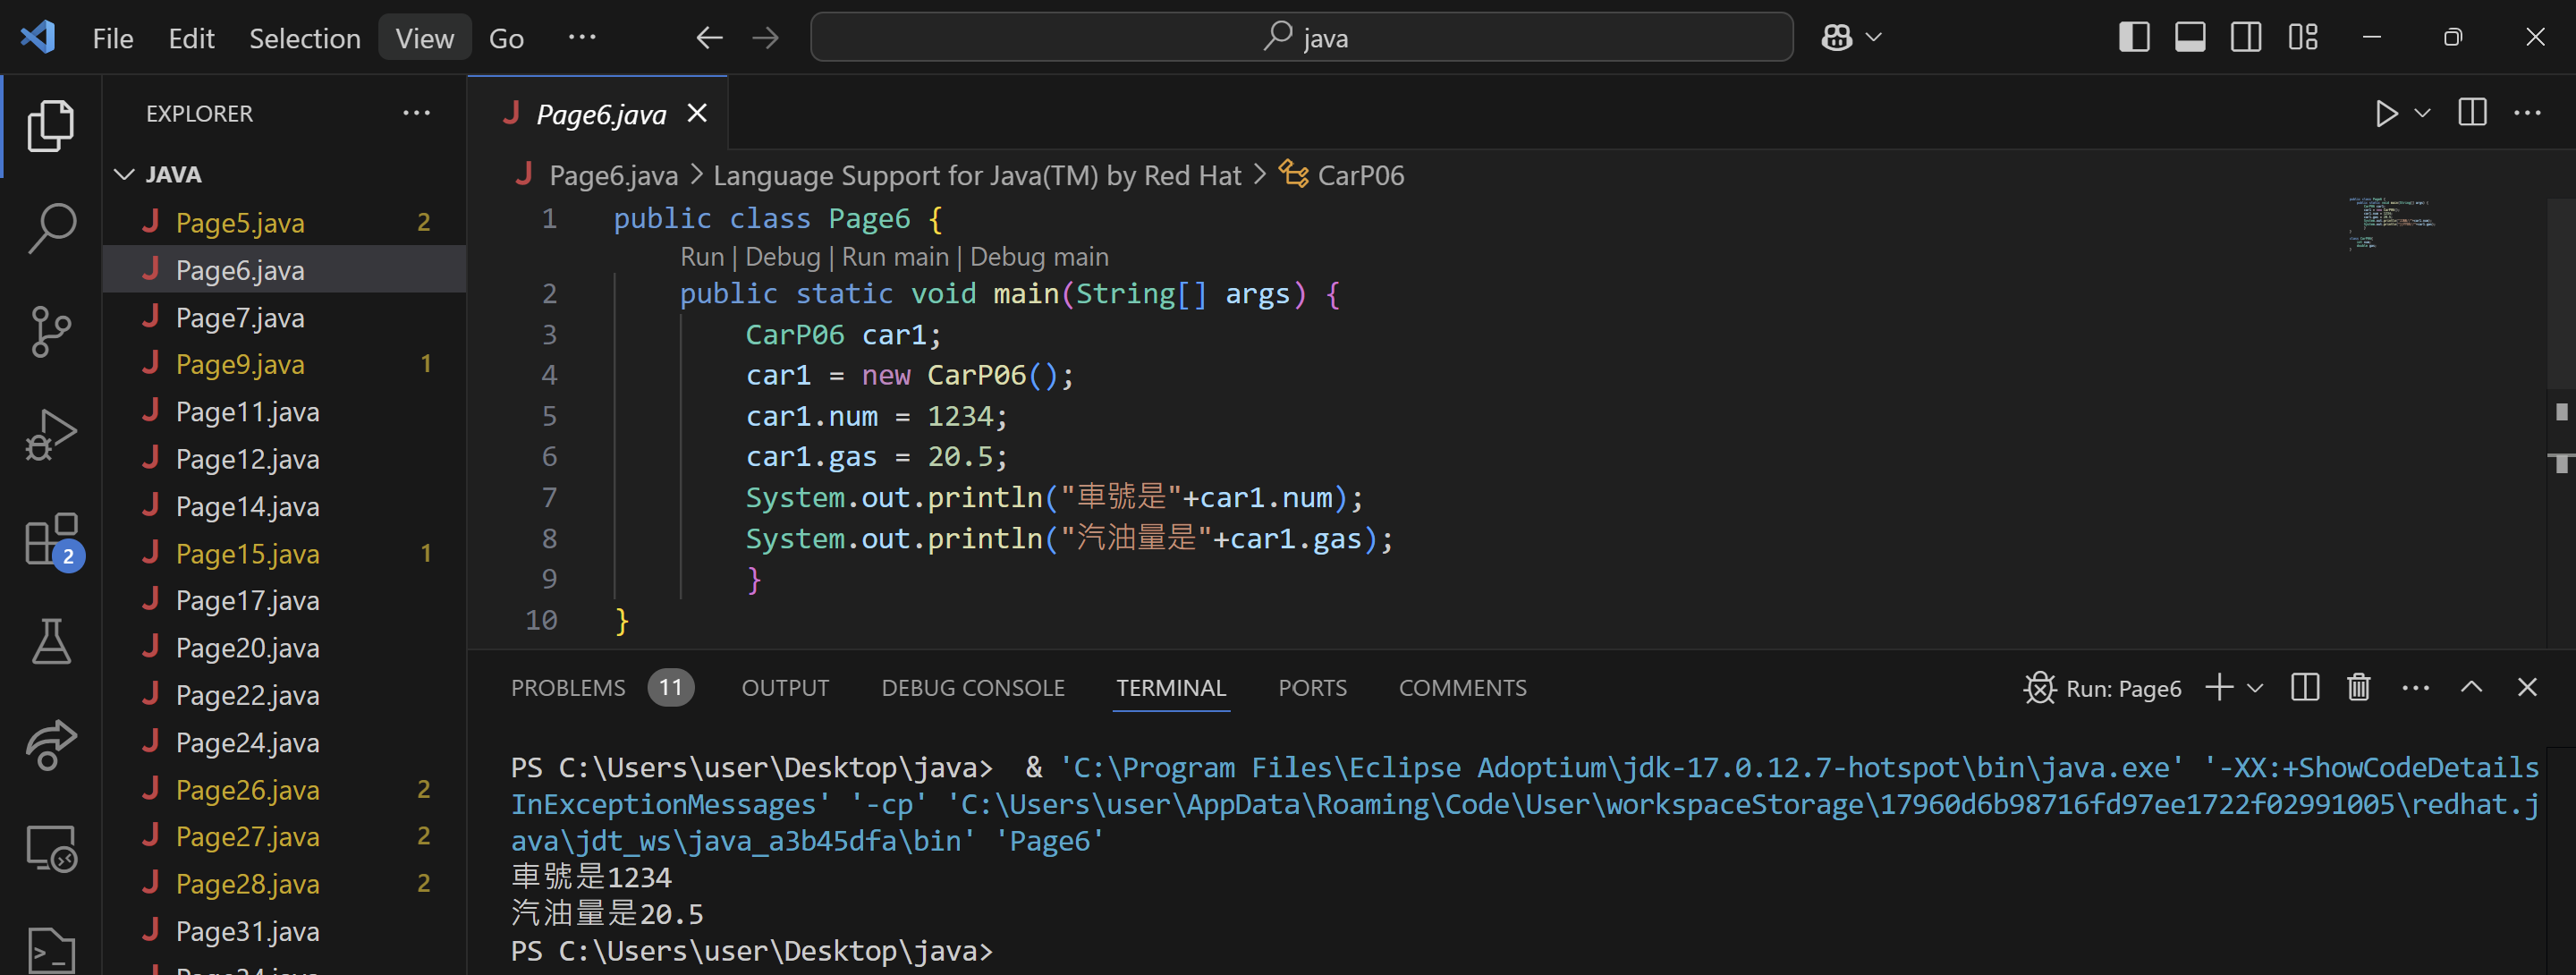 File Edit Selection View Go ··· java
EXPLORER ···
JAVA
Page5.java 2
Page6.java
Page7.java
Page9.java 1
Page11.java
Page12.java
Page14.java
Page15.java 1
Page17.java
Page20.java
Page22.java
Page24.java
Page26.java 2
Page27.java 2
Page28.java 2
Page31.java
2
Page6.java
Page6.java > Language Support for Java(TM) by Red Hat > CarP06
1 public class Page6 {
Run | Debug | Run main | Debug main
2 public static void main(String[] args) {
3 CarP06 car1;
4 car1 = new CarP06();
5 car1.num = 1234;
6 car1.gas = 20.5;
7 System.out.println("車號是"+car1.num);
8 System.out.println("汽油量是"+car1.gas);
9 }
10 }
PROBLEMS 11 OUTPUT DEBUG CONSOLE TERMINAL PORTS COMMENTS Run: Page6
PS C:\Users\user\Desktop\java>  & 'C:\Program Files\Eclipse Adoptium\jdk-17.0.12.7-hotspot\bin\java.exe' '-XX:+ShowCodeDetails
InExceptionMessages' '-cp' 'C:\Users\user\AppData\Roaming\Code\User\workspaceStorage\17960d6b98716fd97ee1722f02991005\redhat.j
ava\jdt_ws\java_a3b45dfa\bin' 'Page6'
車號是1234
汽油量是20.5
PS C:\Users\user\Desktop\java>